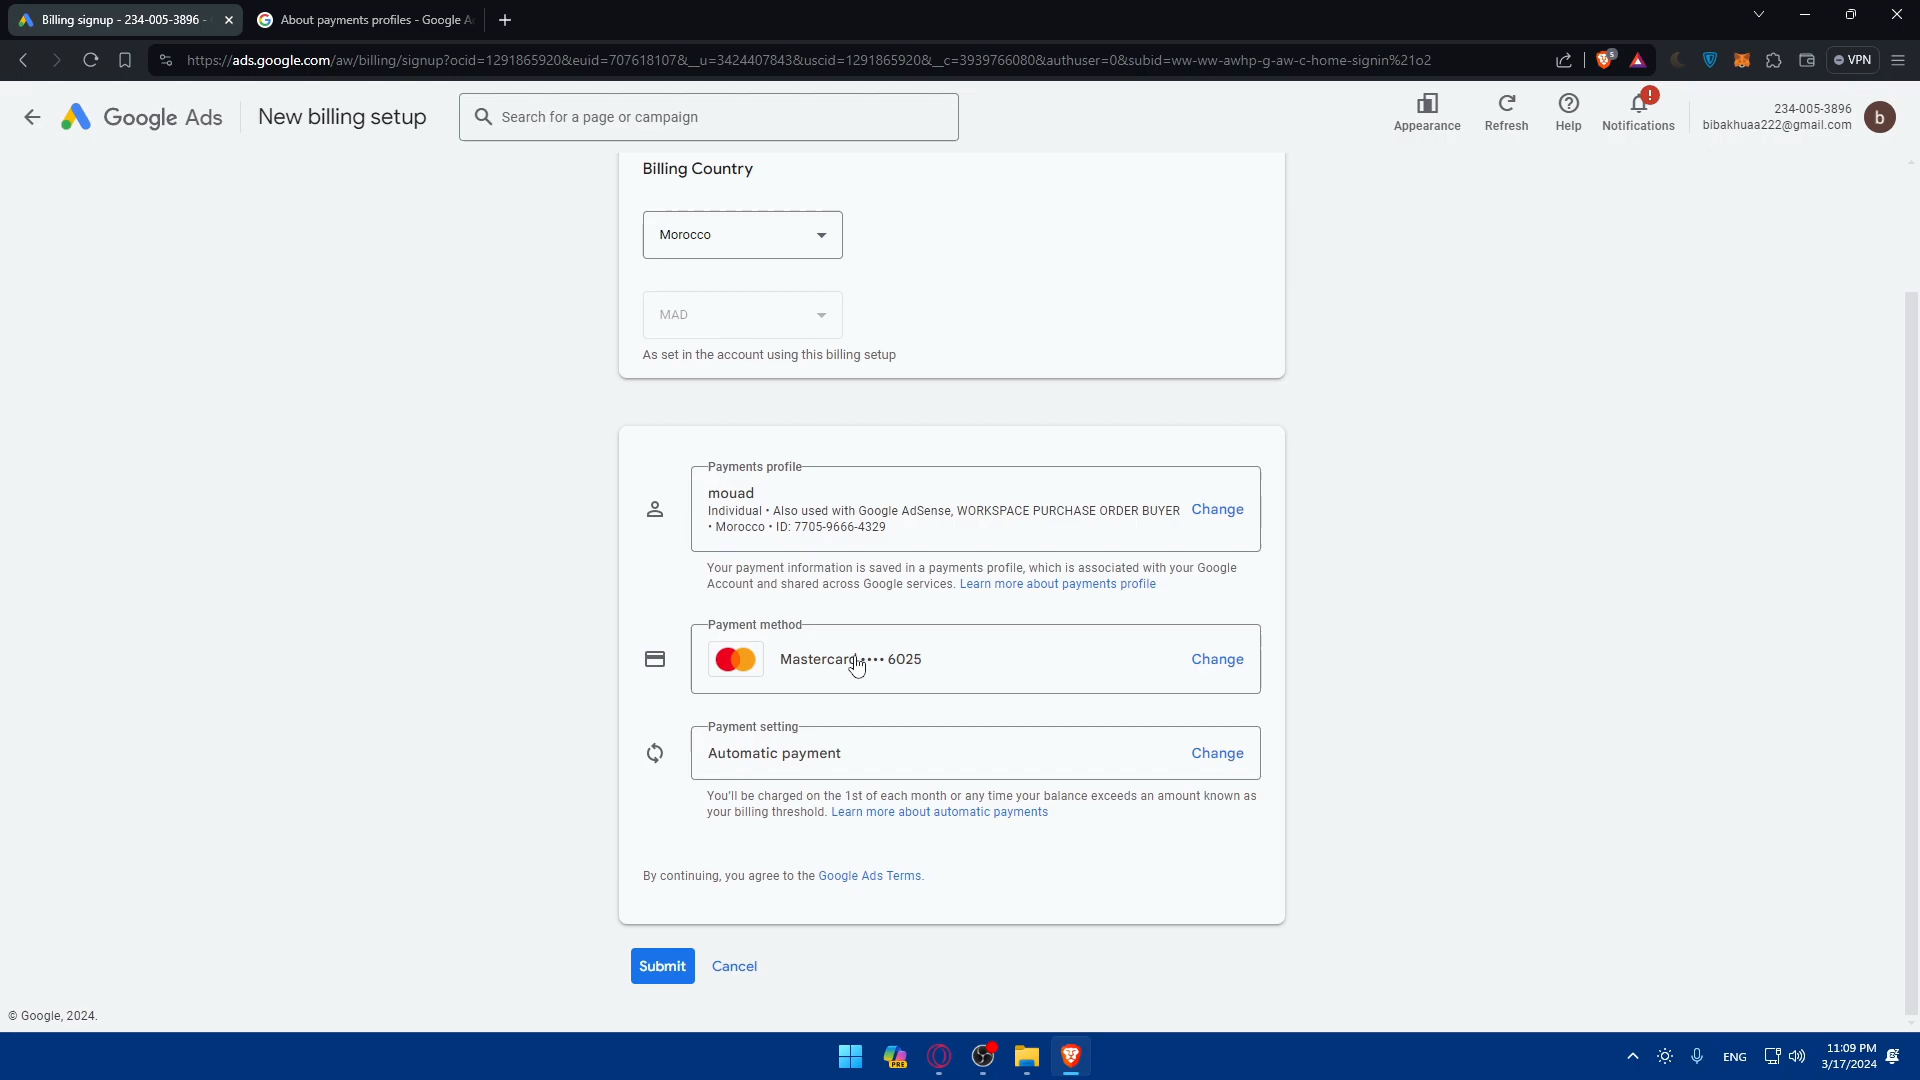 Billing signup - 234-005-3896 -
About payments profiles - Google A
https://ads.google.com/aw/billing/signup?ocid=1291865920&euid=707618107&__u=3424407843&uscid=1291865920&__c=3939766080&authuser=0&subid=ww-ww-awhp-g-aw-c-home-signin%21o2
5
VPN
Google Ads
New billing setup
Search for a page or campaign
Appearance
Refresh
Help
!
Notifications
234-005-3896
bibakhuaa222@gmail.com
b
Billing Country
Morocco
MAD
As set in the account using this billing setup
Payments profile
mouad
Individual • Also used with Google AdSense, WORKSPACE PURCHASE ORDER BUYER
• Morocco • ID: 7705-9666-4329
Change
Your payment information is saved in a payments profile, which is associated with your Google
Account and shared across Google services. Learn more about payments profile
Payment method
Mastercard •••• 6025
Change
Payment setting
Automatic payment
Change
You'll be charged on the 1st of each month or any time your balance exceeds an amount known as
your billing threshold. Learn more about automatic payments
By continuing, you agree to the Google Ads Terms.
Submit
Cancel
© Google, 2024.
PRE
ENG
11:09 PM
3/17/2024